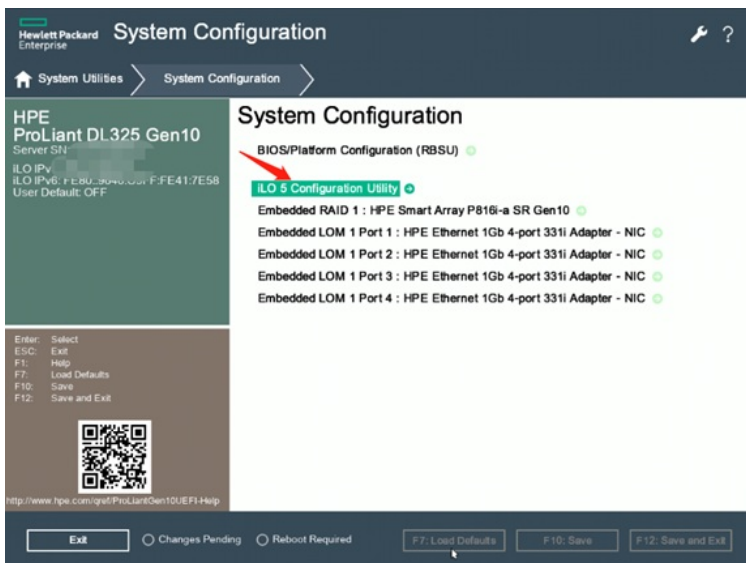 Hewlett Packard
Enterprise
System Configuration
?
System Utilities
System Configuration
HPE
ProLiant DL325 Gen10
Server SN
iLO IPv
iLO IPv6: F:FE41:7E58
User Default: OFF
System Configuration
BIOS/Platform Configuration (RBSU)
iLO 5 Configuration Utility
Embedded RAID 1 : HPE Smart Array P816i-a SR Gen10
Embedded LOM 1 Port 1 : HPE Ethernet 1Gb 4-port 331i Adapter - NIC
Embedded LOM 1 Port 2 : HPE Ethernet 1Gb 4-port 331i Adapter - NIC
Embedded LOM 1 Port 3 : HPE Ethernet 1Gb 4-port 331i Adapter - NIC
Embedded LOM 1 Port 4 : HPE Ethernet 1Gb 4-port 331i Adapter - NIC
Enter: Select
ESC: Exit
F1: Help
F7: Load Defaults
F10: Save
F12: Save and Exit
http://www.hpe.com/qref/ProLiantGen10UEFI-Help
Exit
Changes Pending
Reboot Required
F7: Load Defaults
F10: Save
F12: Save and Exit